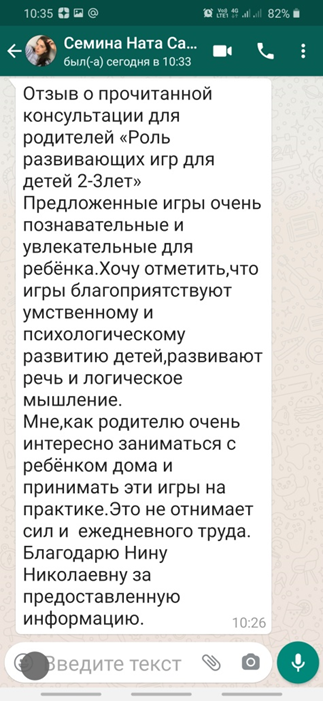 10:35
82%
Семина Ната Са...
был(-а) сегодня в 10:33
Отзыв о прочитанной
консультации для
родителей «Роль
развивающих игр для
детей 2-3лет»
Предложенные игры очень
познавательные и
увлекательные для
ребёнка.Хочу отметить,что
игры благоприятствуют
умственному и
психологическому
развитию детей,развивают
речь и логическое
мышление.
Мне,как родителю очень
интересно заниматься с
ребёнком дома и
принимать эти игры на
практике.Это не отнимает
сил и  ежедневного труда.
Благодарю Нину
Николаевну за
предоставленную
информацию.
10:26
Введите текст